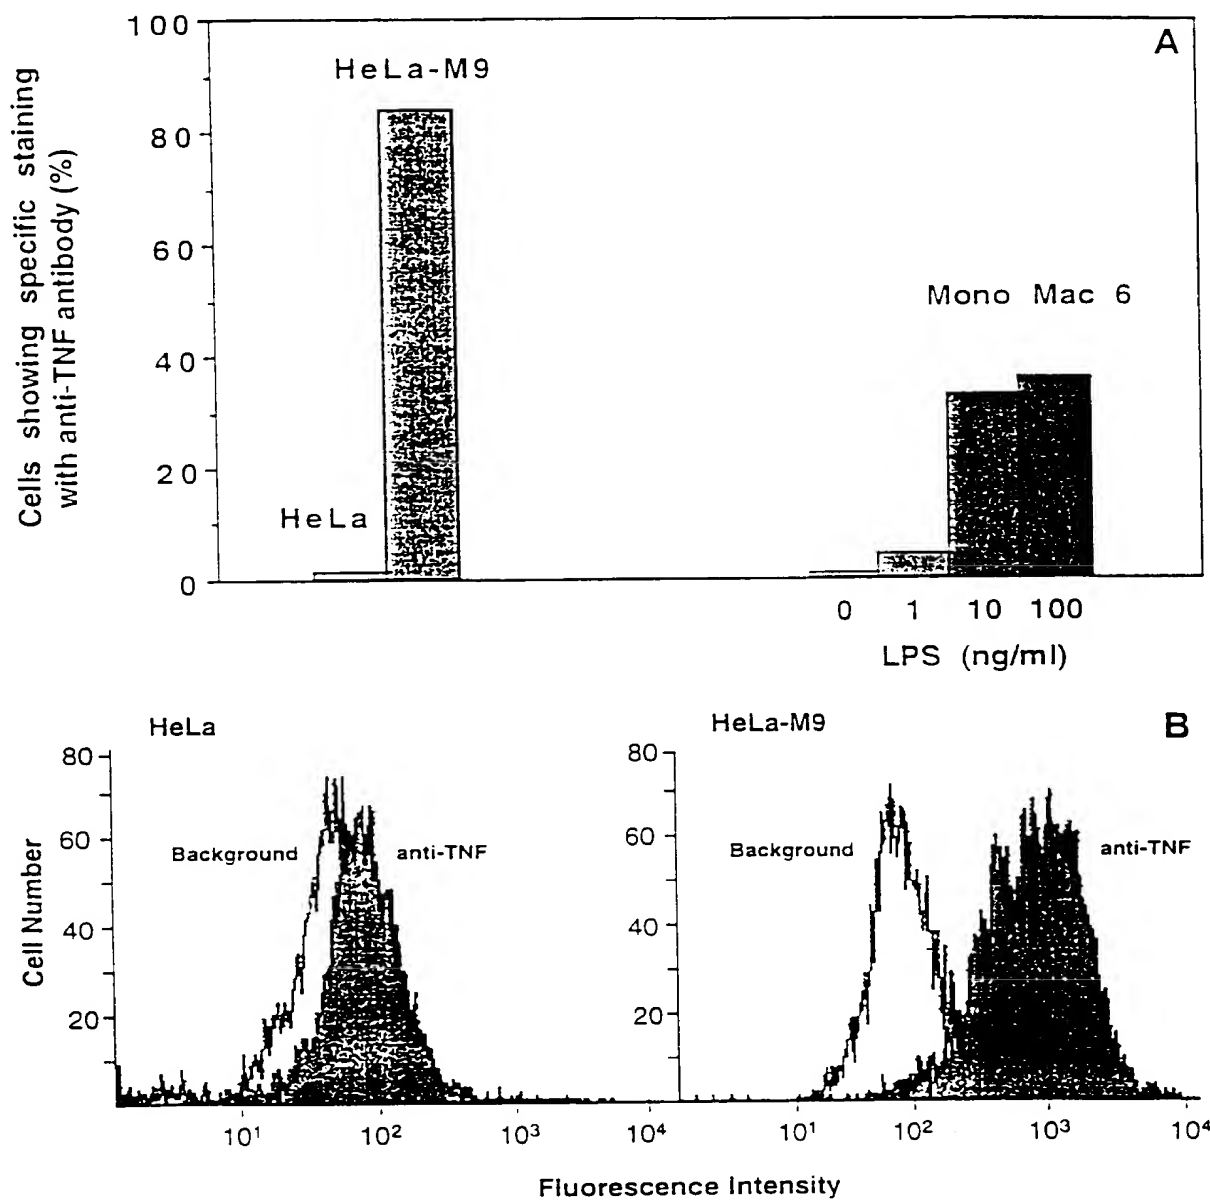 A
Cells showing specific staining
with anti-TNF antibody (%)
100
80
60
40
20
0
HeLa-M9
HeLa
Mono Mac 6
0 1 10 100
LPS (ng/ml)
B
HeLa
HeLa-M9
Cell Number
80
60
40
20
Background
anti-TNF
10¹ 10² 10³ 10⁴
80
60
40
20
Background
anti-TNF
10¹ 10² 10³ 10⁴
Fluorescence Intensity